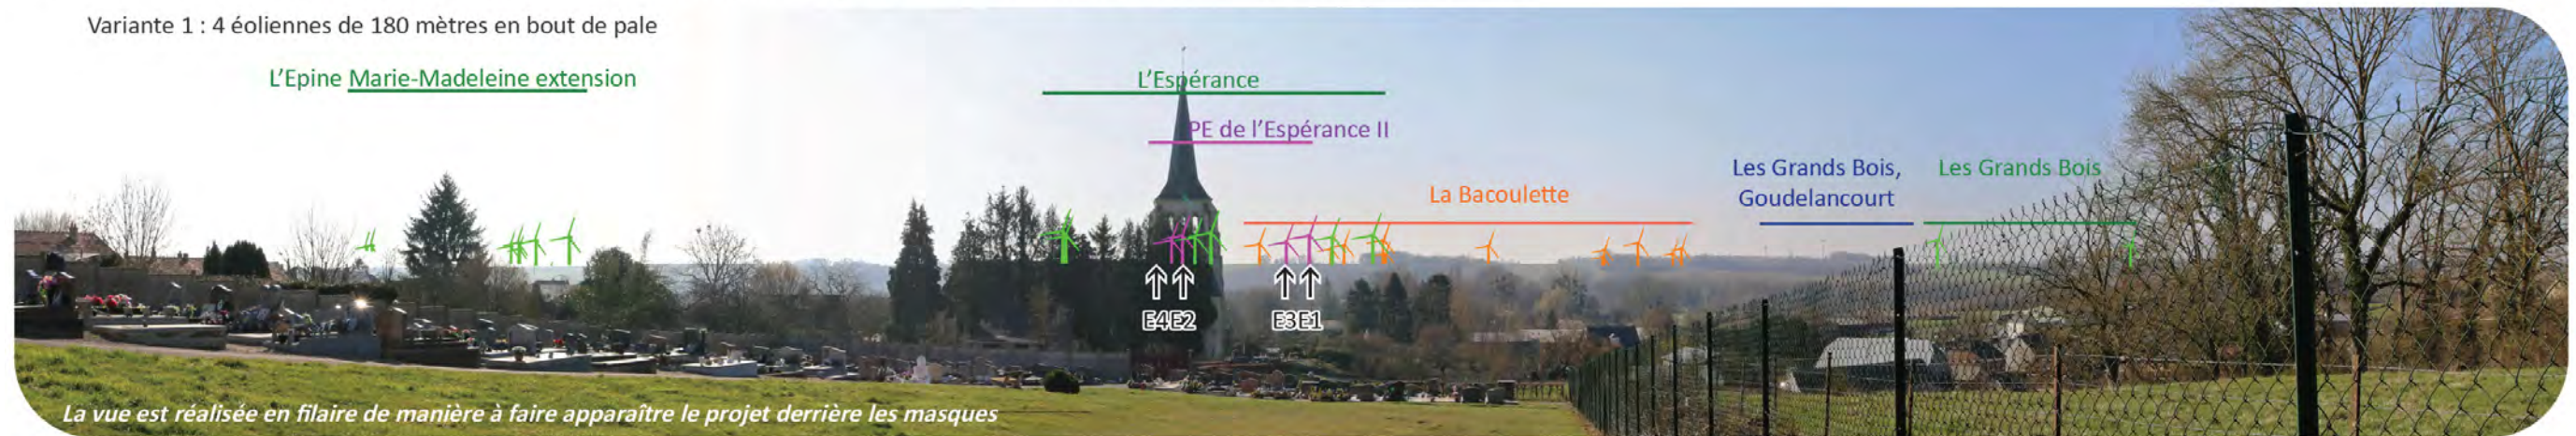 Variante 1 : 4 éoliennes de 180 mètres en bout de pale
L'Epine Marie-Madeleine extension
L'Espérance
PE de l'Espérance II
La Bacoulette
Les Grands Bois,
Goudelancourt
Les Grands Bois
E4E2
E3E1
La vue est réalisée en filaire de manière à faire apparaître le projet derrière les masques